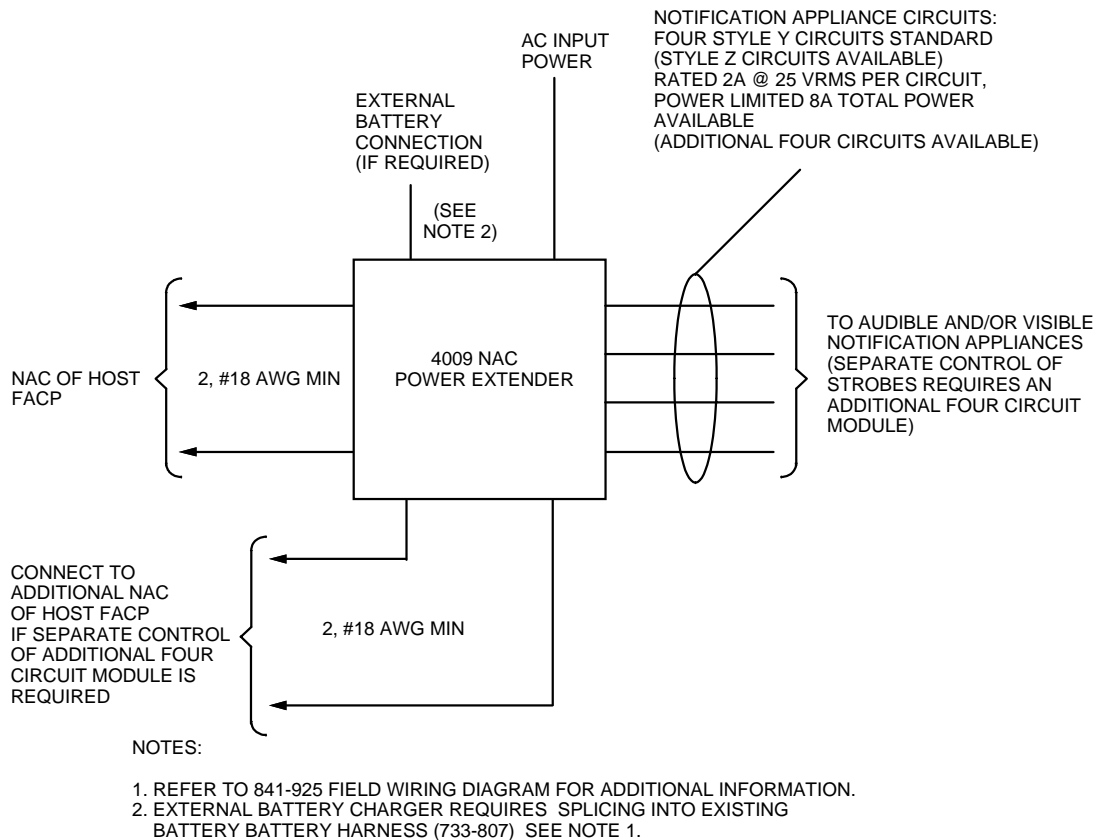 NOTIFICATION APPLIANCE CIRCUITS:
FOUR STYLE Y CIRCUITS STANDARD
(STYLE Z CIRCUITS AVAILABLE)
RATED 2A @ 25 VRMS PER CIRCUIT,
POWER LIMITED 8A TOTAL POWER
AVAILABLE
(ADDITIONAL FOUR CIRCUITS AVAILABLE)
AC INPUT
POWER
EXTERNAL
BATTERY
CONNECTION
(IF REQUIRED)
(SEE
NOTE 2)
NAC OF HOST
FACP
2, #18 AWG MIN
4009 NAC
POWER EXTENDER
TO AUDIBLE AND/OR VISIBLE
NOTIFICATION APPLIANCES
(SEPARATE CONTROL OF
STROBES REQUIRES AN
ADDITIONAL FOUR CIRCUIT
MODULE)
CONNECT TO
ADDITIONAL NAC
OF HOST FACP
IF SEPARATE CONTROL
OF ADDITIONAL FOUR
CIRCUIT MODULE IS
REQUIRED
2, #18 AWG MIN
NOTES:
1. REFER TO 841-925 FIELD WIRING DIAGRAM FOR ADDITIONAL INFORMATION.
2. EXTERNAL BATTERY CHARGER REQUIRES SPLICING INTO EXISTING
BATTERY BATTERY HARNESS (733-807) SEE NOTE 1.